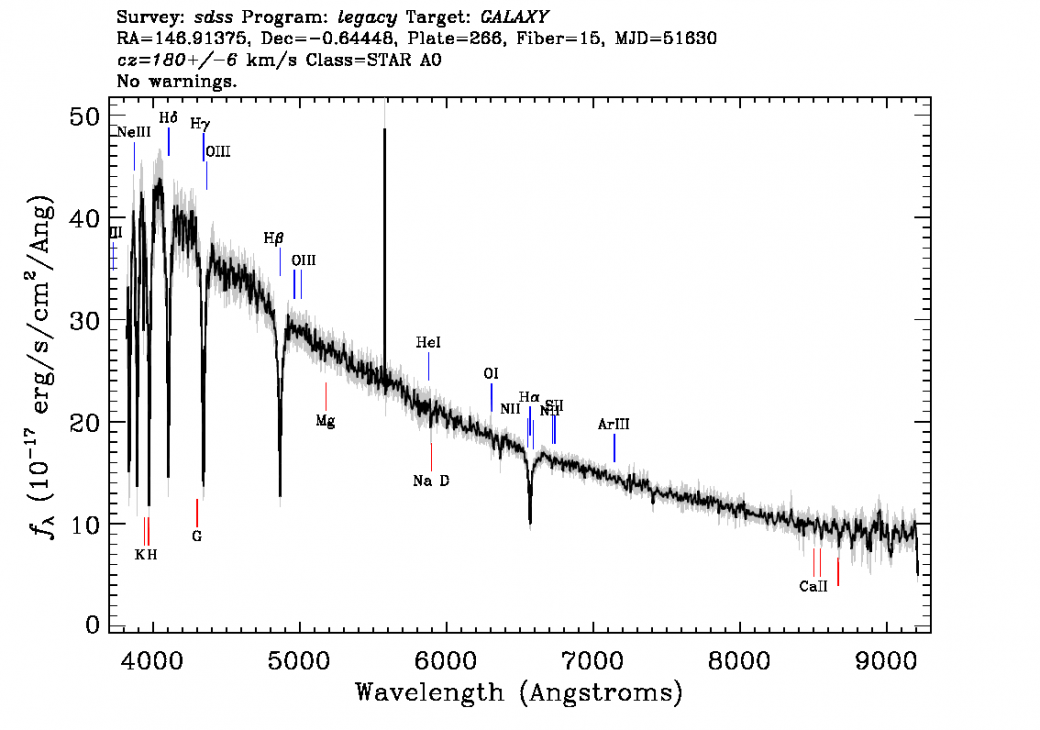 Survey: sdss Program: legacy Target: GALAXY
RA=146.91375, Dec=-0.64448, Plate=266, Fiber=15, MJD=51630
cz=180+/-6 km/s Class=STAR A0
No warnings.
50
40
30
20
10
0
fλ (10⁻¹⁷ erg/s/cm²/Ang)
NeIII
Hδ
Hγ
OIII
Hβ
OIII
HeI
OI
NII
Hα
NII
SII
ArIII
K H
G
Mg
Na D
CaII
4000 5000 6000 7000 8000 9000
Wavelength (Angstroms)